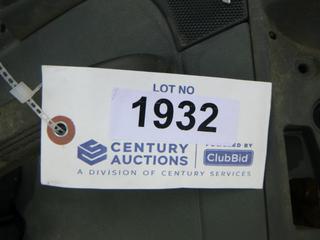 LOT NO
1932
CENTURY
AUCTIONS
POWERED BY
ClubBid
A DIVISION OF CENTURY SERVICES